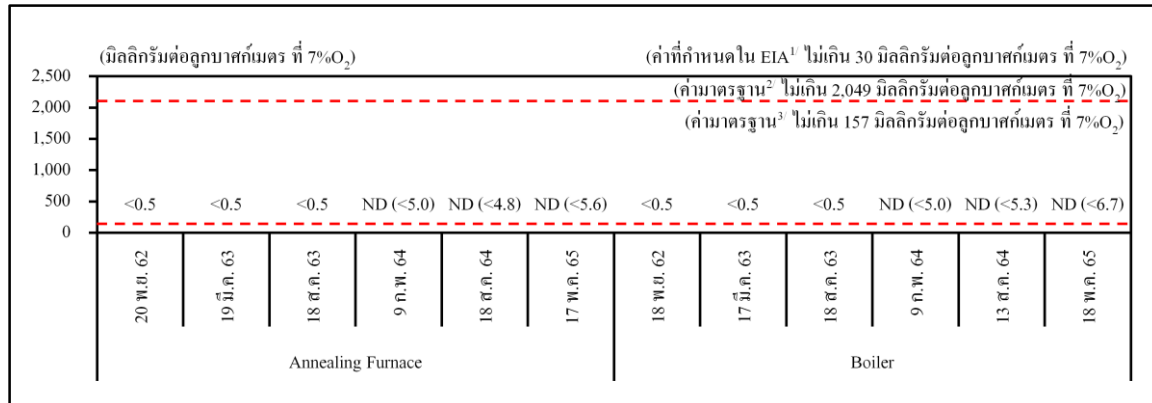 (มิลลิกรัมต่อลูกบาศก์เมตร ที่ 7%O₂) (ค่าที่กำหนดใน EIA¹/ ไม่เกิน 30 มิลลิกรัมต่อลูกบาศก์เมตร ที่ 7%O₂)
2,500
(ค่ามาตรฐาน²/ ไม่เกิน 2,049 มิลลิกรัมต่อลูกบาศก์เมตร ที่ 7%O₂)
2,000
(ค่ามาตรฐาน³/ ไม่เกิน 157 มิลลิกรัมต่อลูกบาศก์เมตร ที่ 7%O₂)
1,500
1,000
500
0
<0.5 <0.5 <0.5 ND (<5.0) ND (<4.8) ND (<5.6) <0.5 <0.5 <0.5 ND (<5.0) ND (<5.3) ND (<6.7)
20 พ.ย. 62
19 มี.ค. 63
18 ส.ค. 63
9 ก.พ. 64
18 ส.ค. 64
17 พ.ค. 65
18 พ.ย. 62
17 มี.ค. 63
18 ส.ค. 63
9 ก.พ. 64
13 ส.ค. 64
18 พ.ค. 65
Annealing Furnace Boiler